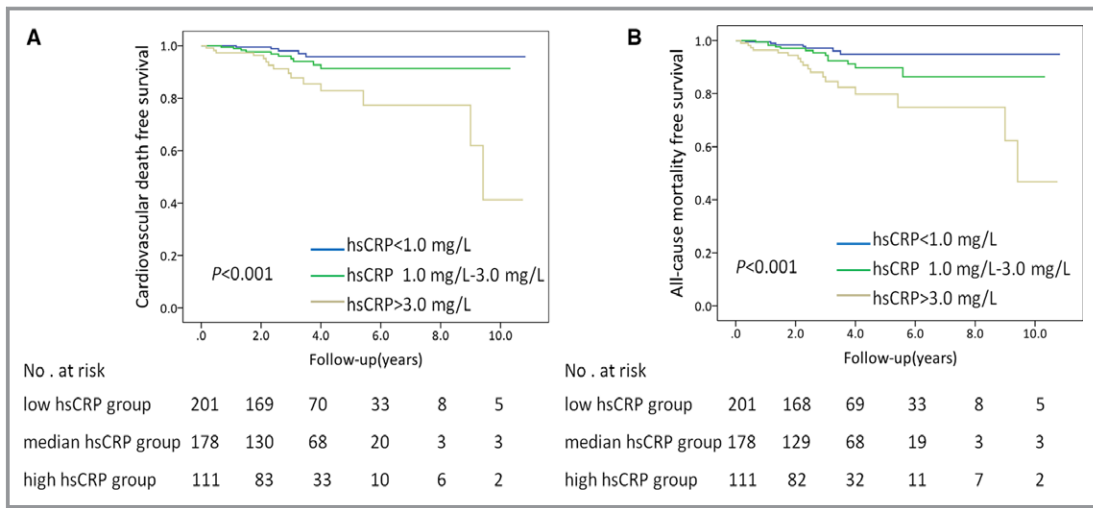 A
Cardiovascular death free survival
1.0
0.8
0.6
0.4
0.2
0.0
hsCRP<1.0 mg/L
hsCRP 1.0 mg/L-3.0 mg/L
hsCRP>3.0 mg/L
P<0.001
.0 2.0 4.0 6.0 8.0 10.0
Follow-up(years)
No . at risk
low hsCRP group 201 169 70 33 8 5
median hsCRP group 178 130 68 20 3 3
high hsCRP group 111 83 33 10 6 2
B
All-cause mortality free survival
1.0
0.8
0.6
0.4
0.2
0.0
hsCRP<1.0 mg/L
hsCRP 1.0 mg/L-3.0 mg/L
hsCRP>3.0 mg/L
P<0.001
.0 2.0 4.0 6.0 8.0 10.0
Follow-up(years)
No . at risk
low hsCRP group 201 168 69 33 8 5
median hsCRP group 178 129 68 19 3 3
high hsCRP group 111 82 32 11 7 2